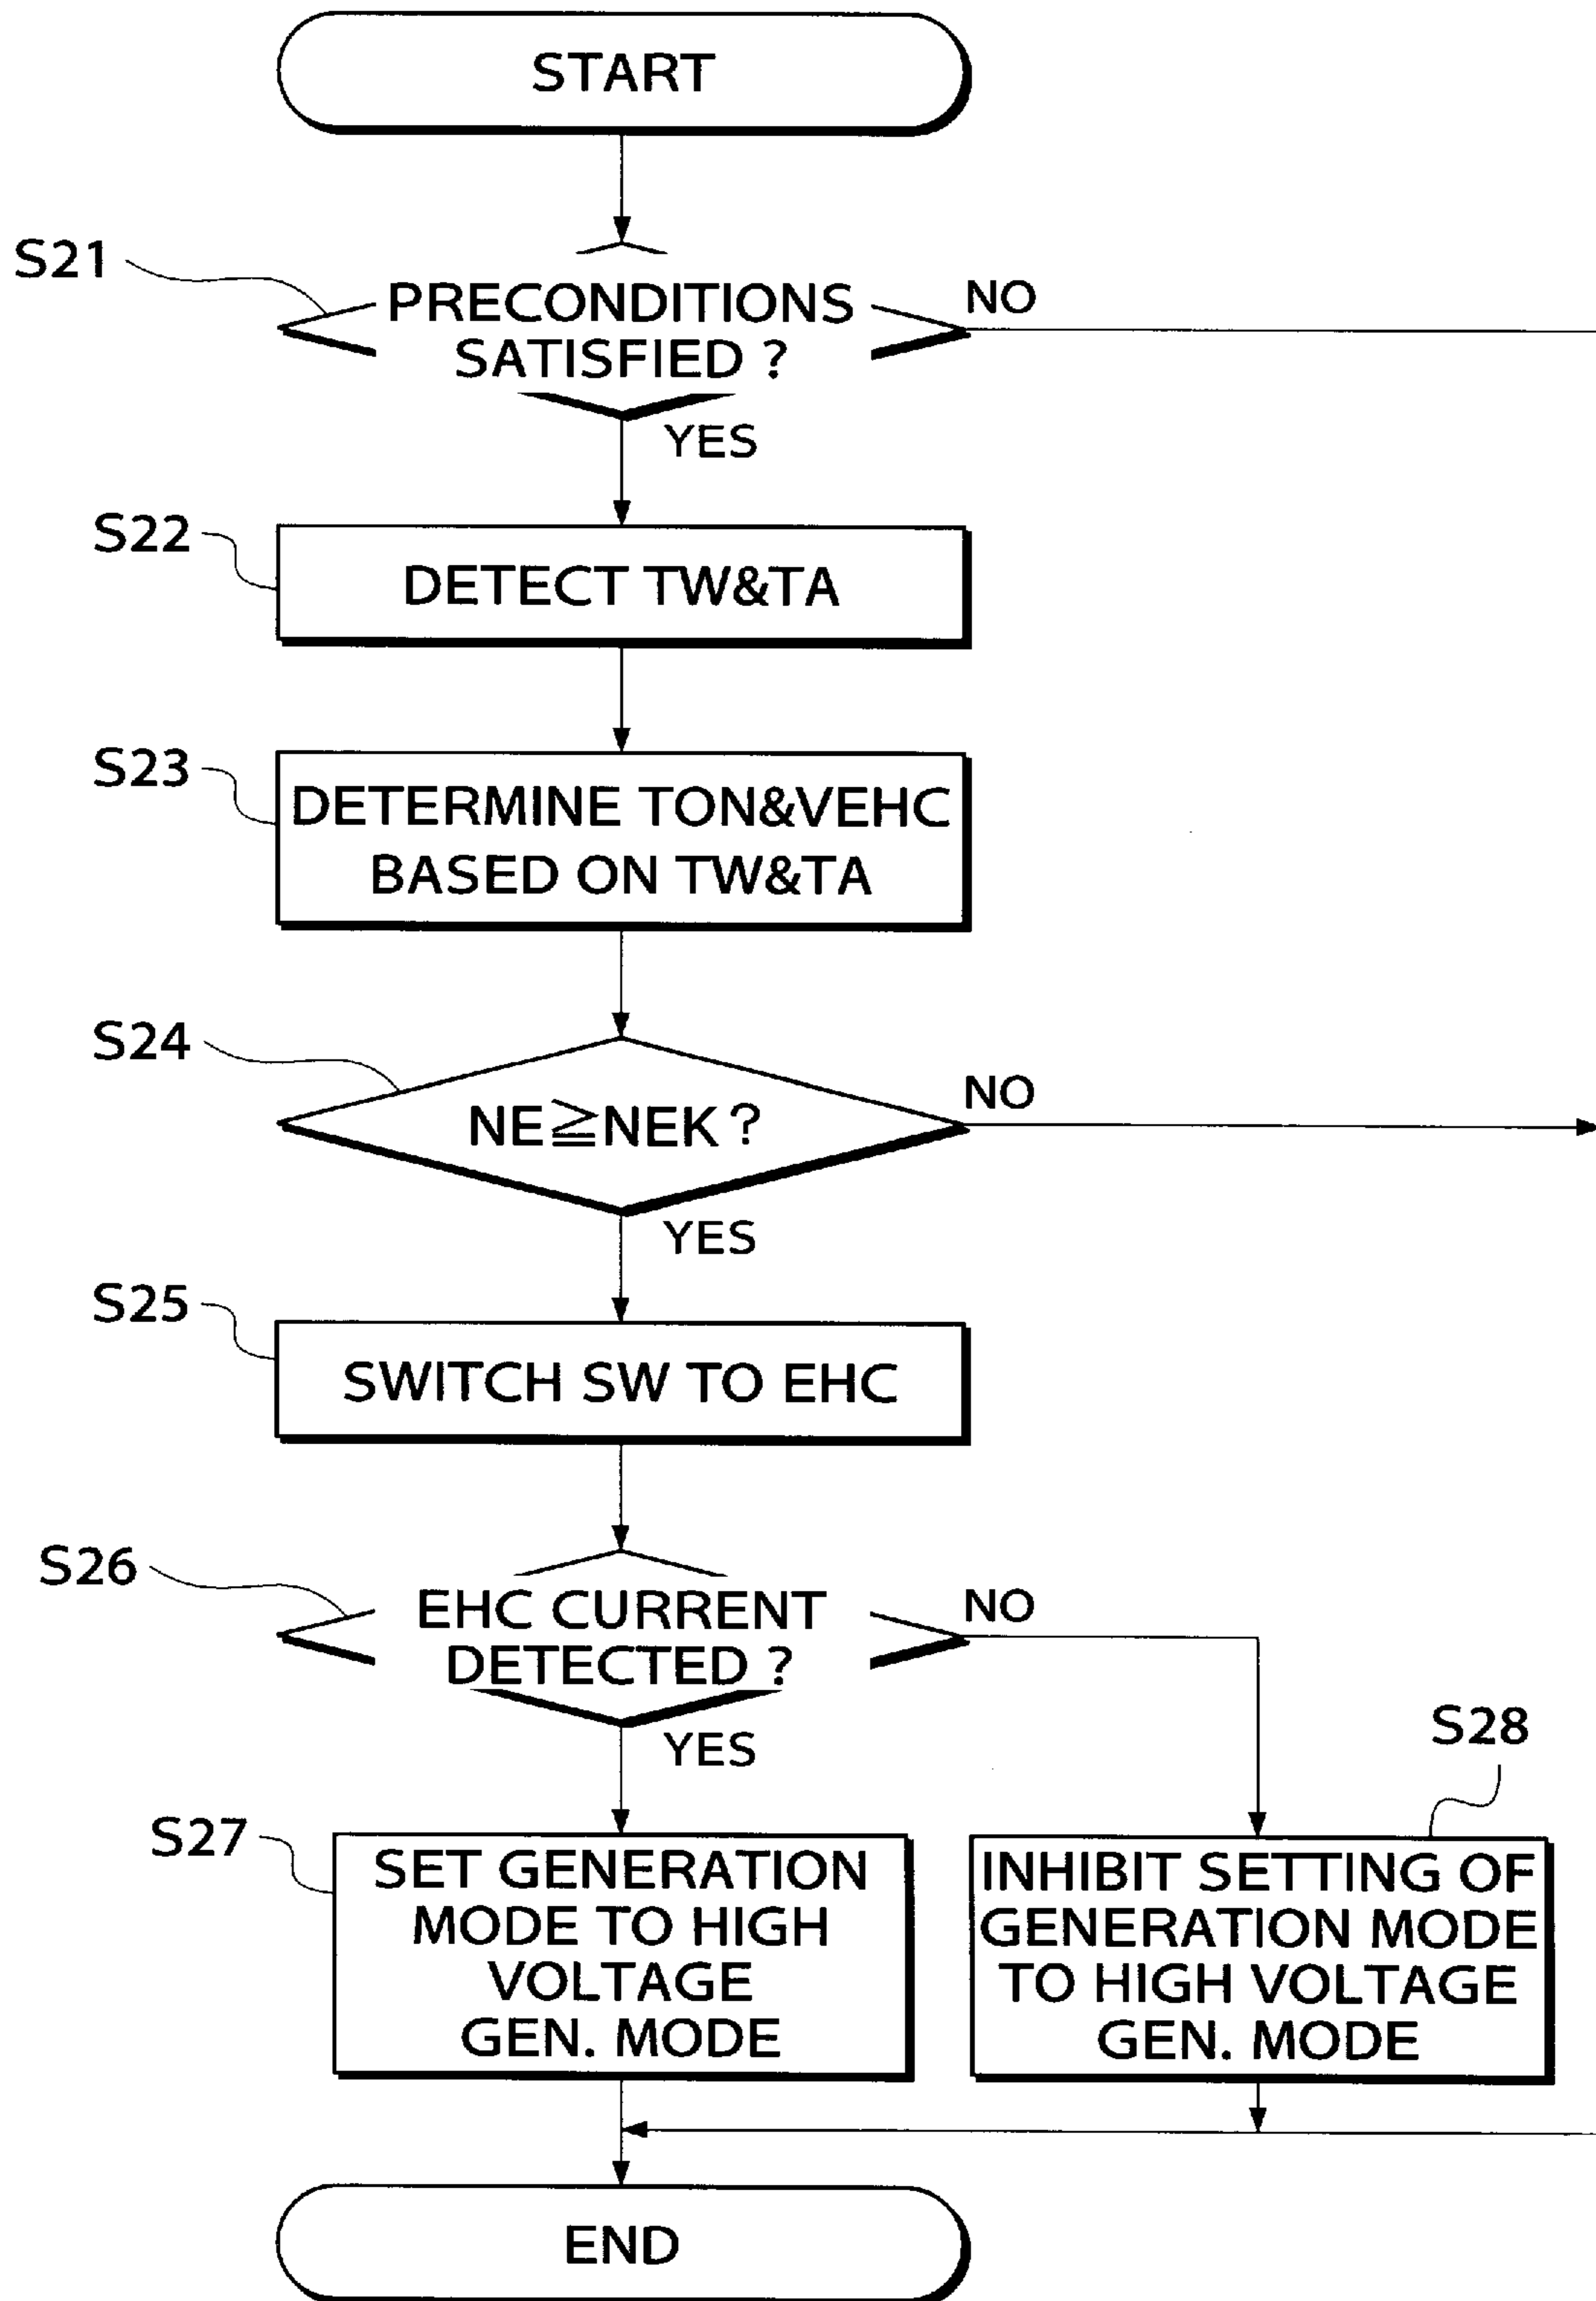 START
S21
PRECONDITIONS
SATISFIED ?
NO
YES
S22
DETECT TW&TA
S23
DETERMINE TON&VEHC
BASED ON TW&TA
S24
NE≧NEK ?
NO
YES
S25
SWITCH SW TO EHC
S26
EHC CURRENT
DETECTED ?
NO
YES
S27
SET GENERATION
MODE TO HIGH
VOLTAGE
GEN. MODE
S28
INHIBIT SETTING OF
GENERATION MODE
TO HIGH VOLTAGE
GEN. MODE
END